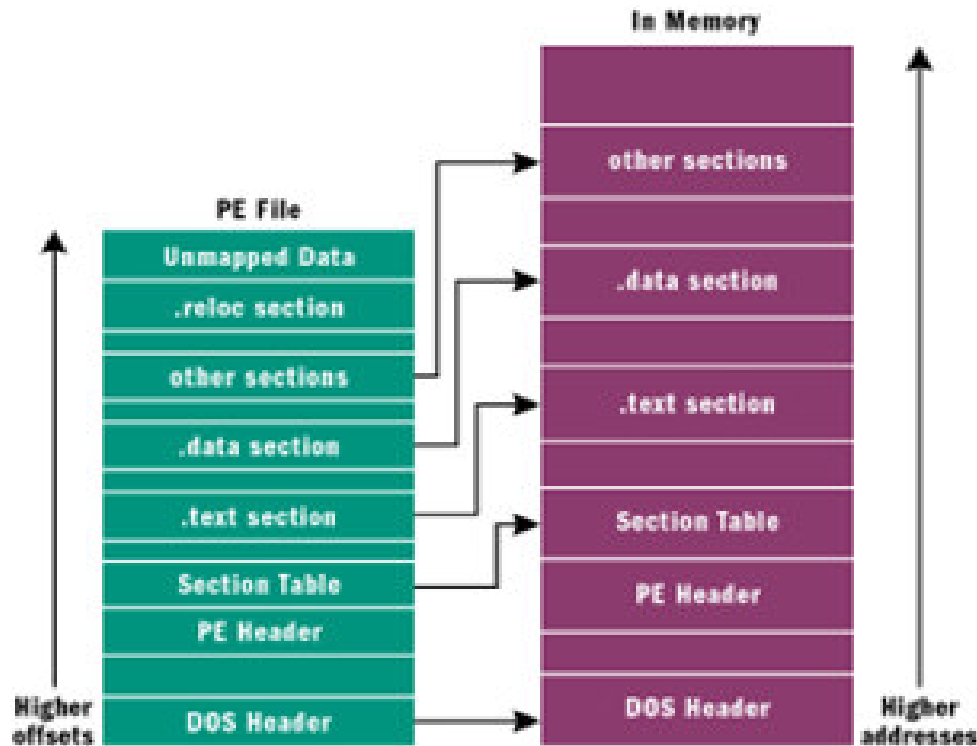 In Memory
other sections
.data section
.text section
Section Table
PE Header
DOS Header
PE File
Unmapped Data
.reloc section
other sections
.data section
.text section
Section Table
PE Header
DOS Header
Higher
offsets
Higher
addresses